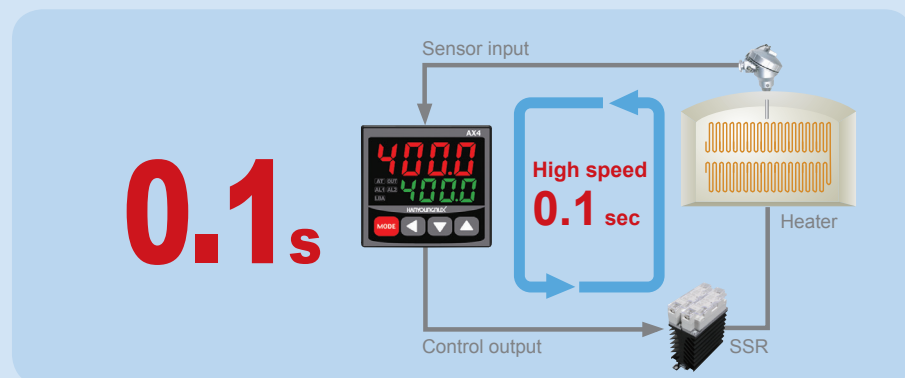 Sensor input
AX4
400.0
AT OUT
AL1 AL2
400.0
LBA
HANYOUNGNUX
MODE
0.1 s
High speed
0.1 sec
Heater
Control output
SSR